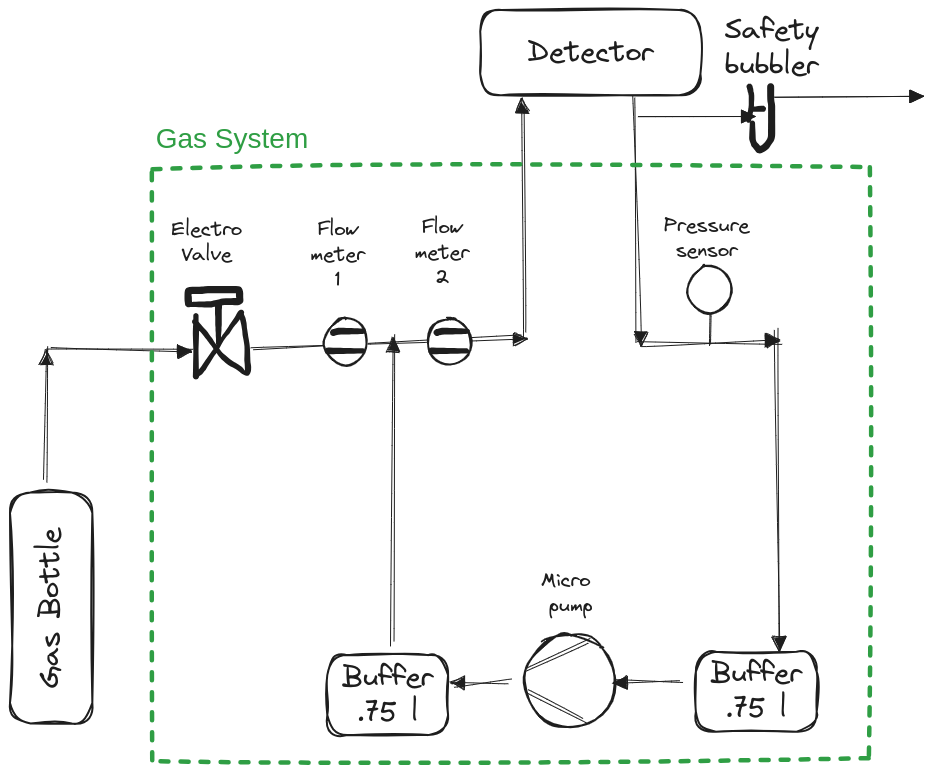 Detector
Safety
bubbler
Gas System
Electro
Valve
Flow
meter
1
Flow
meter
2
Pressure
sensor
Gas Bottle
Micro
pump
Buffer
.75 l
Buffer
.75 l